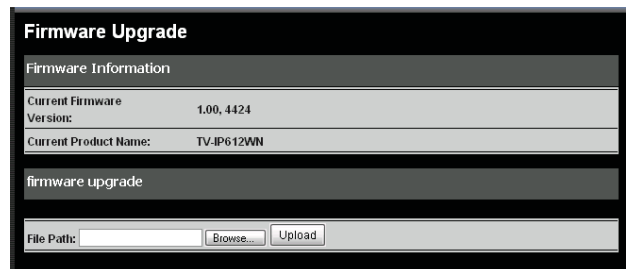 Firmware Upgrade
Firmware Information
Current Firmware
Version:
1.00, 4424
Current Product Name: TV-IP612WN
firmware upgrade
File Path: Browse... Upload